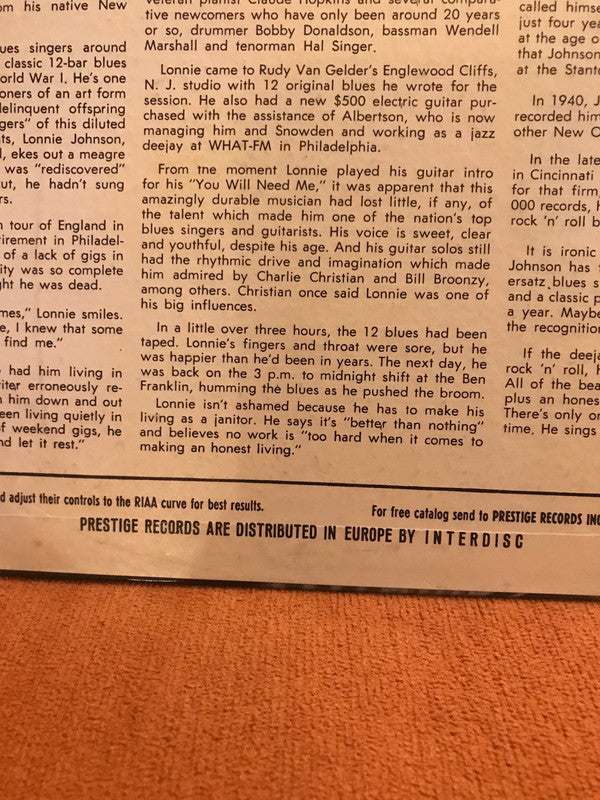 om his native New
ues singers around
classic 12-bar blues
orld War I. He's one
oners of an art form
delinquent offspring
gers" of this diluted
nts, Lonnie Johnson,
l, ekes out a meagre
was "rediscovered"
ut, he hadn't sung
rs.
n tour of England in
irement in Philadel-
of a lack of gigs in
ity was so complete
ght he was dead.
mes," Lonnie smiles.
e, I knew that some
find me."
e had him living in
riter erroneously re-
n him down and out
een living quietly in
of weekend gigs, he
nd let it rest."
veteran pianist Claude Hopkins and several compara-
tive newcomers who have only been around 20 years
or so, drummer Bobby Donaldson, bassman Wendell
Marshall and tenorman Hal Singer.
Lonnie came to Rudy Van Gelder's Englewood Cliffs,
N. J. studio with 12 original blues he wrote for the
session. He also had a new $500 electric guitar pur-
chased with the assistance of Albertson, who is now
managing him and Snowden and working as a jazz
deejay at WHAT-FM in Philadelphia.
From the moment Lonnie played his guitar intro
for his "You Will Need Me," it was apparent that this
amazingly durable musician had lost little, if any, of
the talent which made him one of the nation's top
blues singers and guitarists. His voice is sweet, clear
and youthful, despite his age. And his guitar solos still
had the rhythmic drive and imagination which made
him admired by Charlie Christian and Bill Broonzy,
among others. Christian once said Lonnie was one of
his big influences.
In a little over three hours, the 12 blues had been
taped. Lonnie's fingers and throat were sore, but he
was happier than he'd been in years. The next day, he
was back on the 3 p.m. to midnight shift at the Ben
Franklin, humming the blues as he pushed the broom.
Lonnie isn't ashamed because he has to make his
living as a janitor. He says it's "better than nothing"
and believes no work is "too hard when it comes to
making an honest living."
called himse
just four yea
at the age o
that Johnson
at the Stanto
In 1940, J
recorded him
other New O
In the late
in Cincinnati
for that firm,
000 records, h
rock 'n' roll b
It is ironic
Johnson has
ersatz blues s
and a classic p
a year. Maybe
the recognition
If the deeja
rock 'n' roll, h
All of the bea
plus an hones
There's only or
time. He sings
d adjust their controls to the RIAA curve for best results.
For free catalog send to PRESTIGE RECORDS INC
PRESTIGE RECORDS ARE DISTRIBUTED IN EUROPE BY INTERDISC